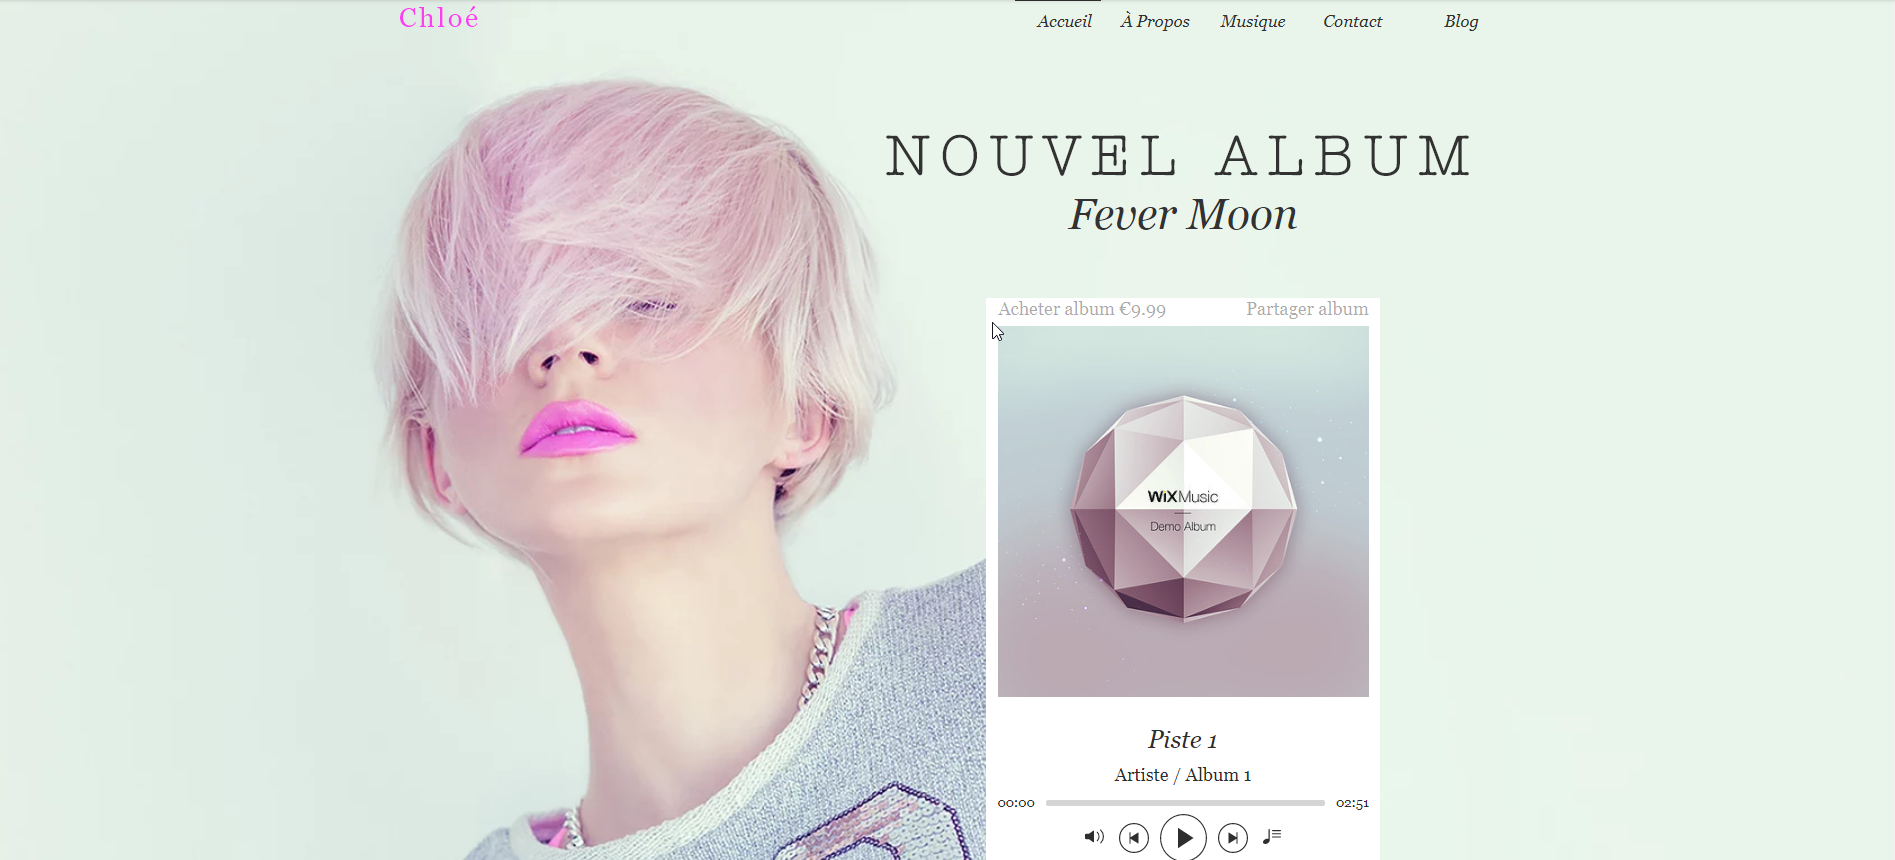 Chloé
Accueil À Propos Musique Contact Blog
NOUVEL ALBUM
Fever Moon
Acheter album €9.99 Partager album
WiXMusic
Demo Album
Piste 1
Artiste / Album 1
00:00 02:51